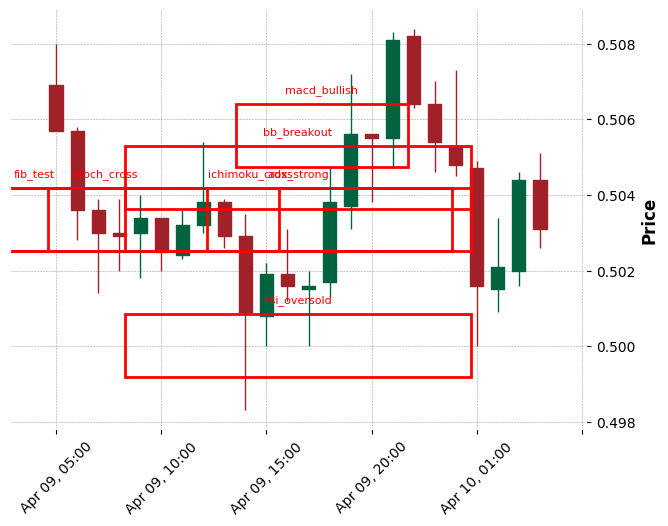 0.508
macd_bullish
0.506
bb_breakout
fib_test
stoch_cross
ichimoku_cross
adx_strong
0.504
Price
0.502
rsi_oversold
0.500
0.498
Apr 09, 05:00
Apr 09, 10:00
Apr 09, 15:00
Apr 09, 20:00
Apr 10, 01:00